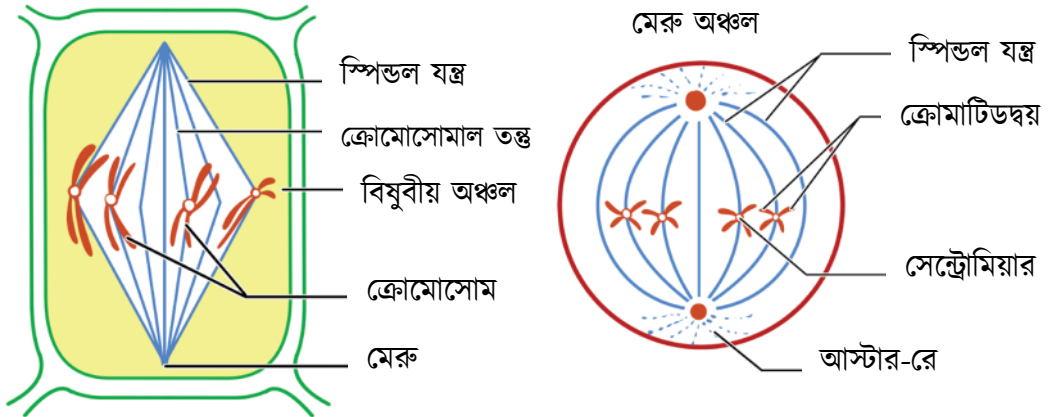 স্পিন্ডল যন্ত্র
ক্রোমোসোমাল তন্তু
বিষুবীয় অঞ্চল
ক্রোমোসোম
মেরু
মেরু অঞ্চল
স্পিন্ডল যন্ত্র
ক্রোমাটিডদ্বয়
সেন্ট্রোমিয়ার
আস্টার-রে